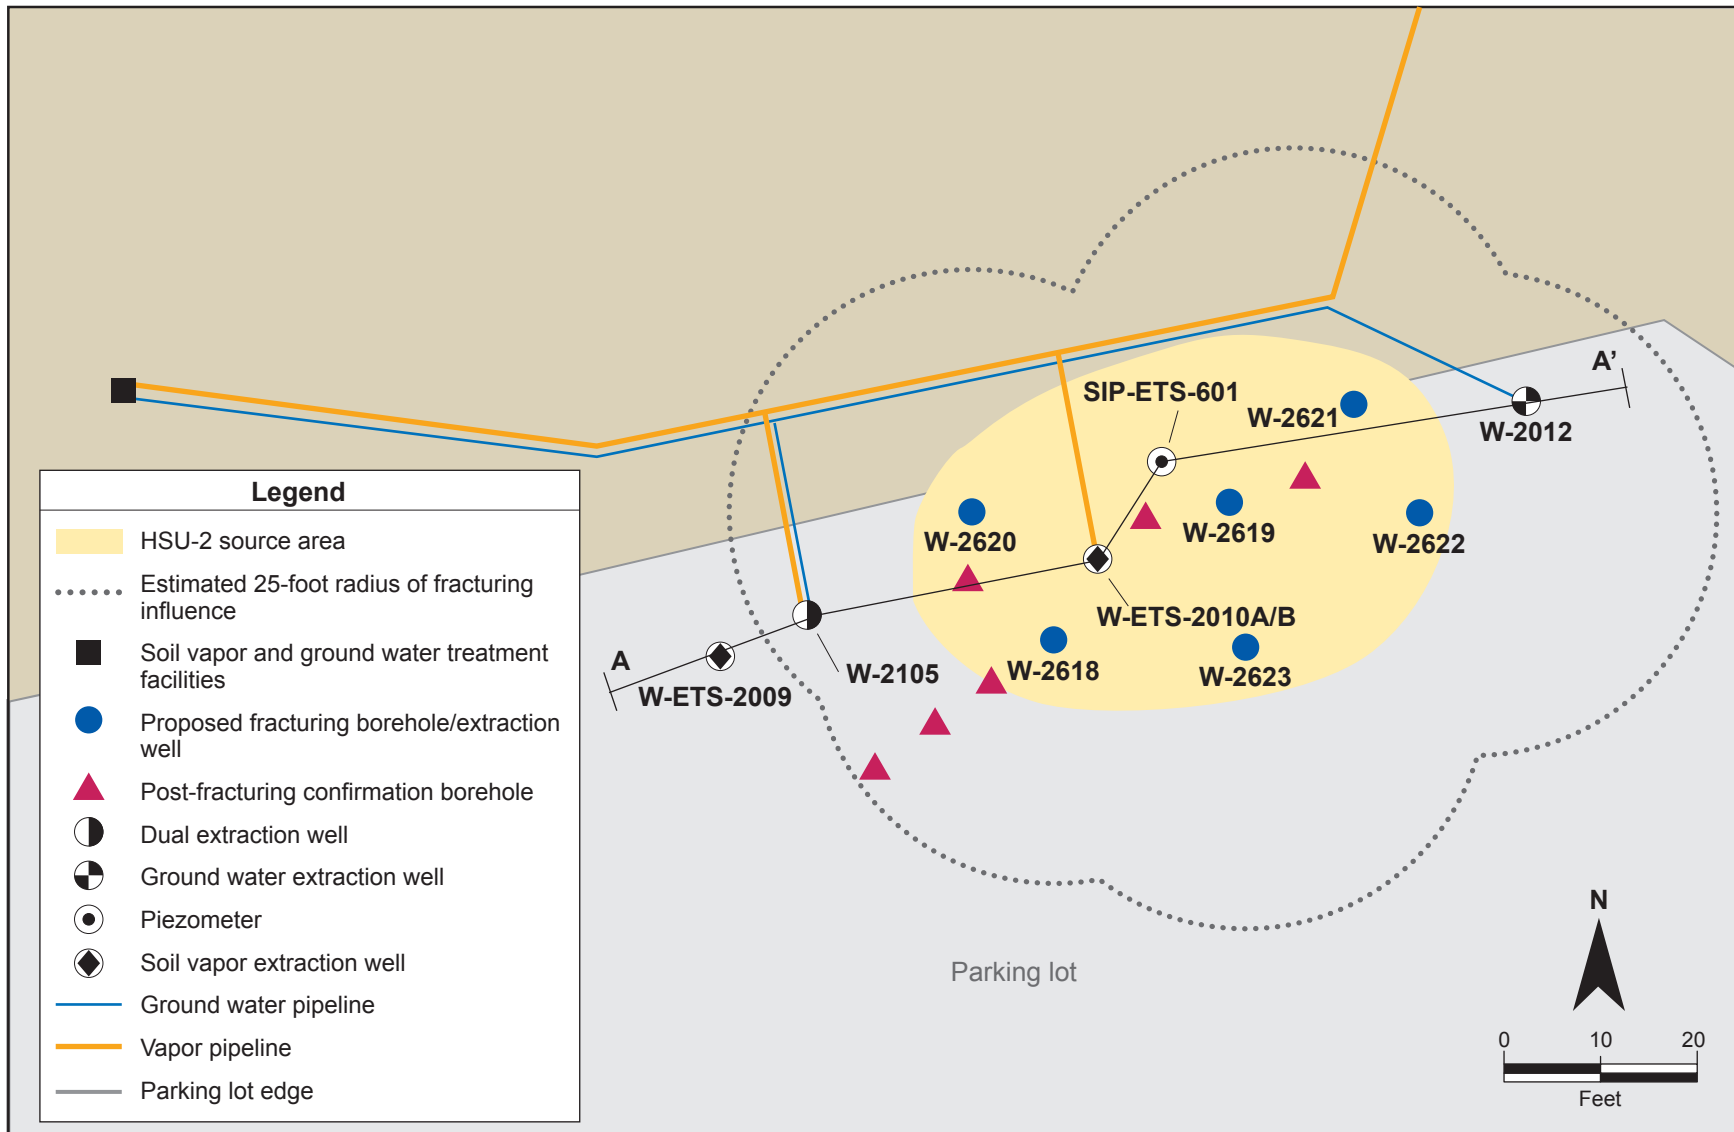 SIP-ETS-601
A'
W-2621
W-2012
W-2620
W-2619
W-2622
W-ETS-2010A/B
A
W-2105
W-2618
W-2623
W-ETS-2009
Legend
HSU-2 source area
Estimated 25-foot radius of fracturing
influence
Soil vapor and ground water treatment
facilities
Proposed fracturing borehole/extraction
well
Post-fracturing confirmation borehole
Dual extraction well
Ground water extraction well
Piezometer
Soil vapor extraction well
Ground water pipeline
Vapor pipeline
Parking lot edge
Parking lot
N
0 10 20
Feet